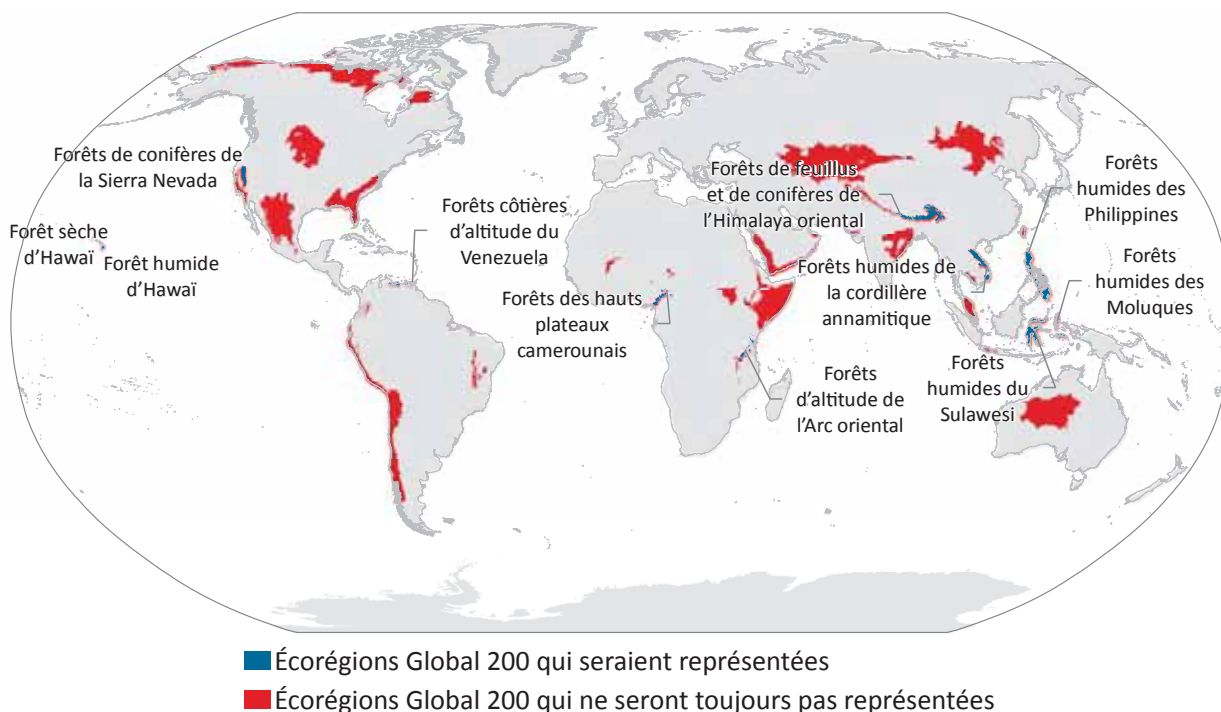 Forêts de conifères de
la Sierra Nevada
Forêt sèche
d’Hawaï
Forêt humide
d’Hawaï
Forêts côtières
d’altitude du
Venezuela
Forêts des hauts
plateaux
camerounais
Forêts de feuillus
et de conifères de
l’Himalaya oriental
Forêts humides de
la cordillère
annamitique
Forêts
d’altitude de
l’Arc oriental
Forêts
humides des
Philippines
Forêts
humides des
Moluques
Forêts
humides du
Sulawesi
Écorégions Global 200 qui seraient représentées
Écorégions Global 200 qui ne seront toujours pas représentées